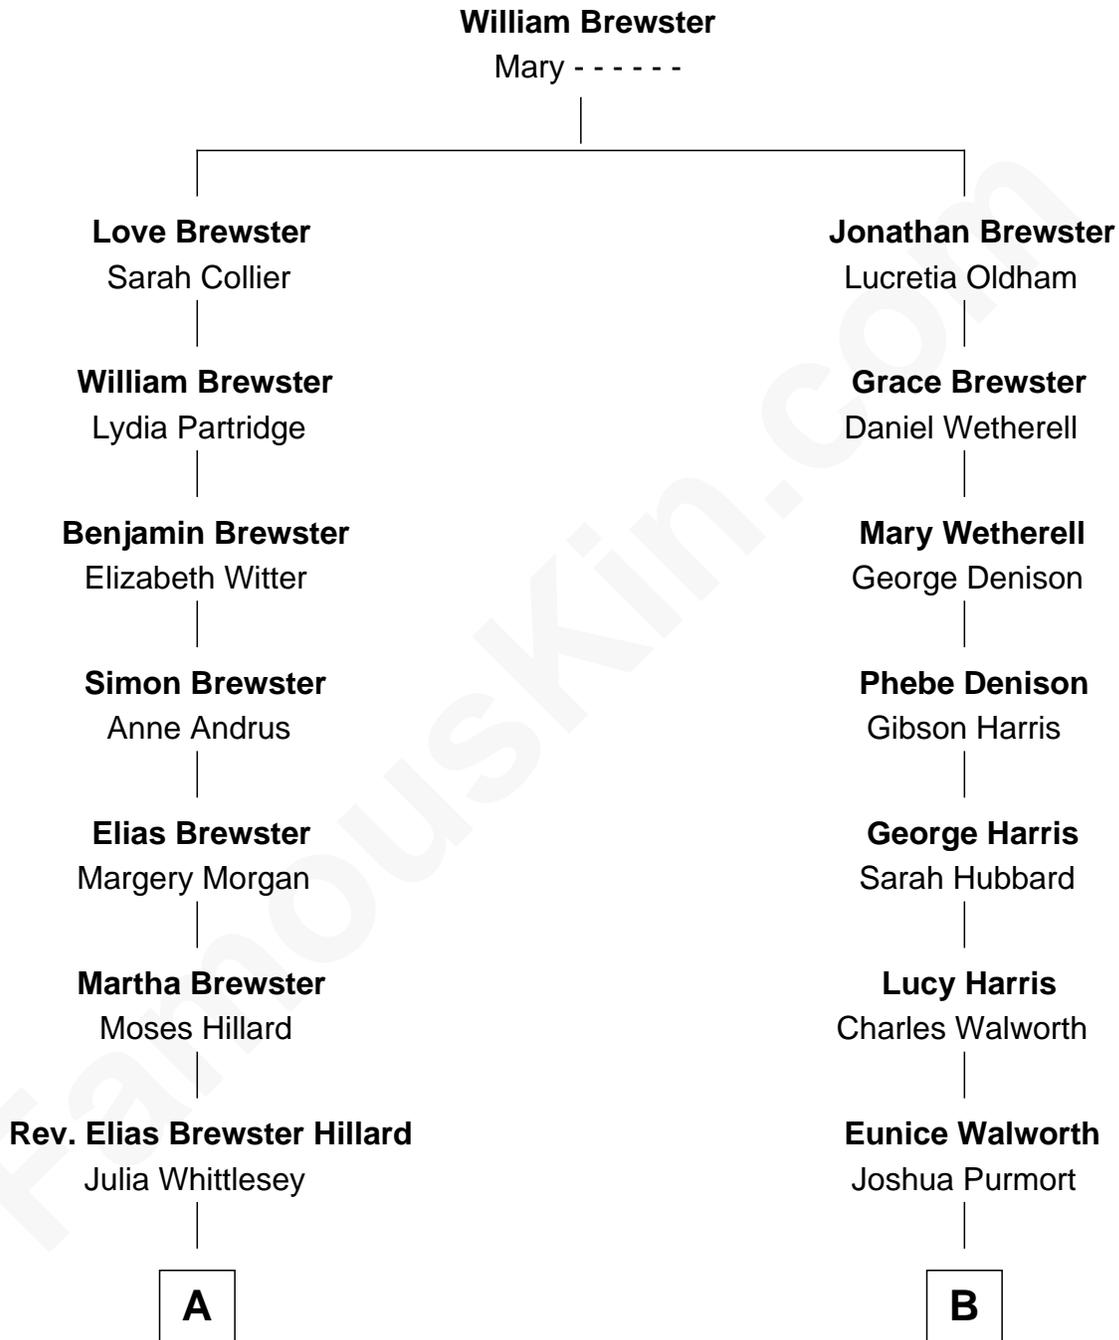 William Brewster
Mary - - - - - -
Love Brewster
Sarah Collier
Jonathan Brewster
Lucretia Oldham
William Brewster
Lydia Partridge
Grace Brewster
Daniel Wetherell
Benjamin Brewster
Elizabeth Witter
Mary Wetherell
George Denison
Simon Brewster
Anne Andrus
Phebe Denison
Gibson Harris
Elias Brewster
Margery Morgan
George Harris
Sarah Hubbard
Martha Brewster
Moses Hillard
Lucy Harris
Charles Walworth
Rev. Elias Brewster Hillard
Julia Whittlesey
Eunice Walworth
Joshua Purmort
A
B
FamousKin.com